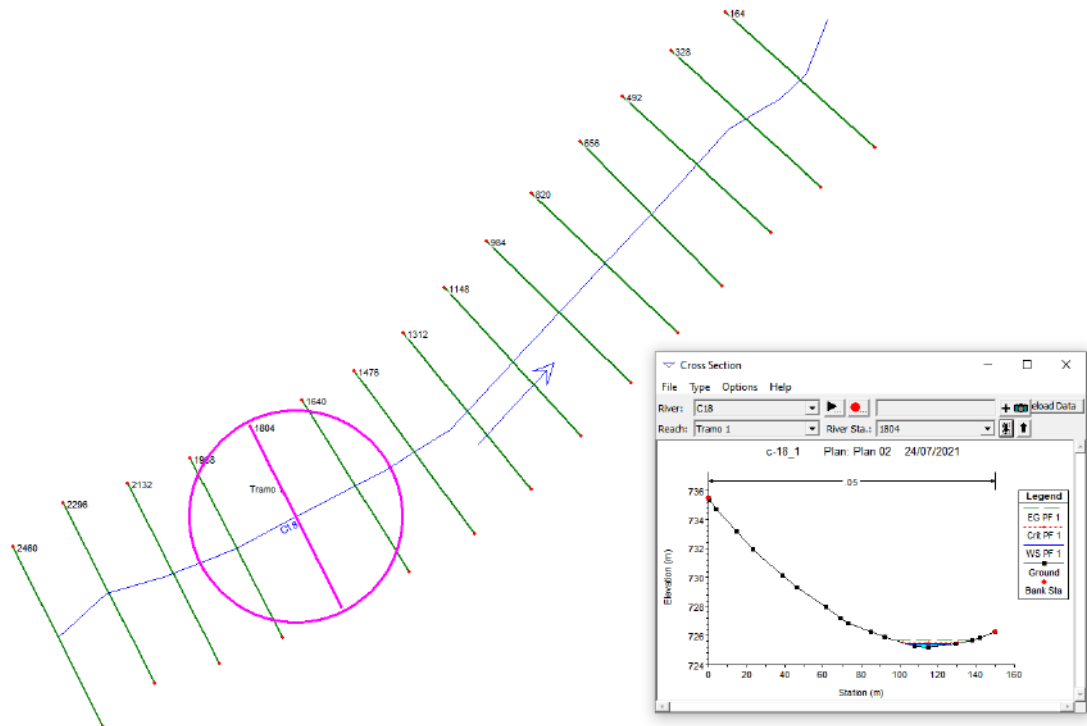 164
328
492
656
820
984
1148
1312
1476
1640
1804
2132
2296
2460
Tramo
C18
Cross Section
File Type Options Help
River: C18
Reload Data
Reach: Tramo 1 River Sta.: 1804
c-18_1 Plan: Plan 02 24/07/2021
.05
736
734
732
730
728
726
724
Elevation (m)
0 20 40 60 80 100 120 140 160
Station (m)
Legend
EG PF 1
Crit PF 1
WS PF 1
Ground
Bank Sta